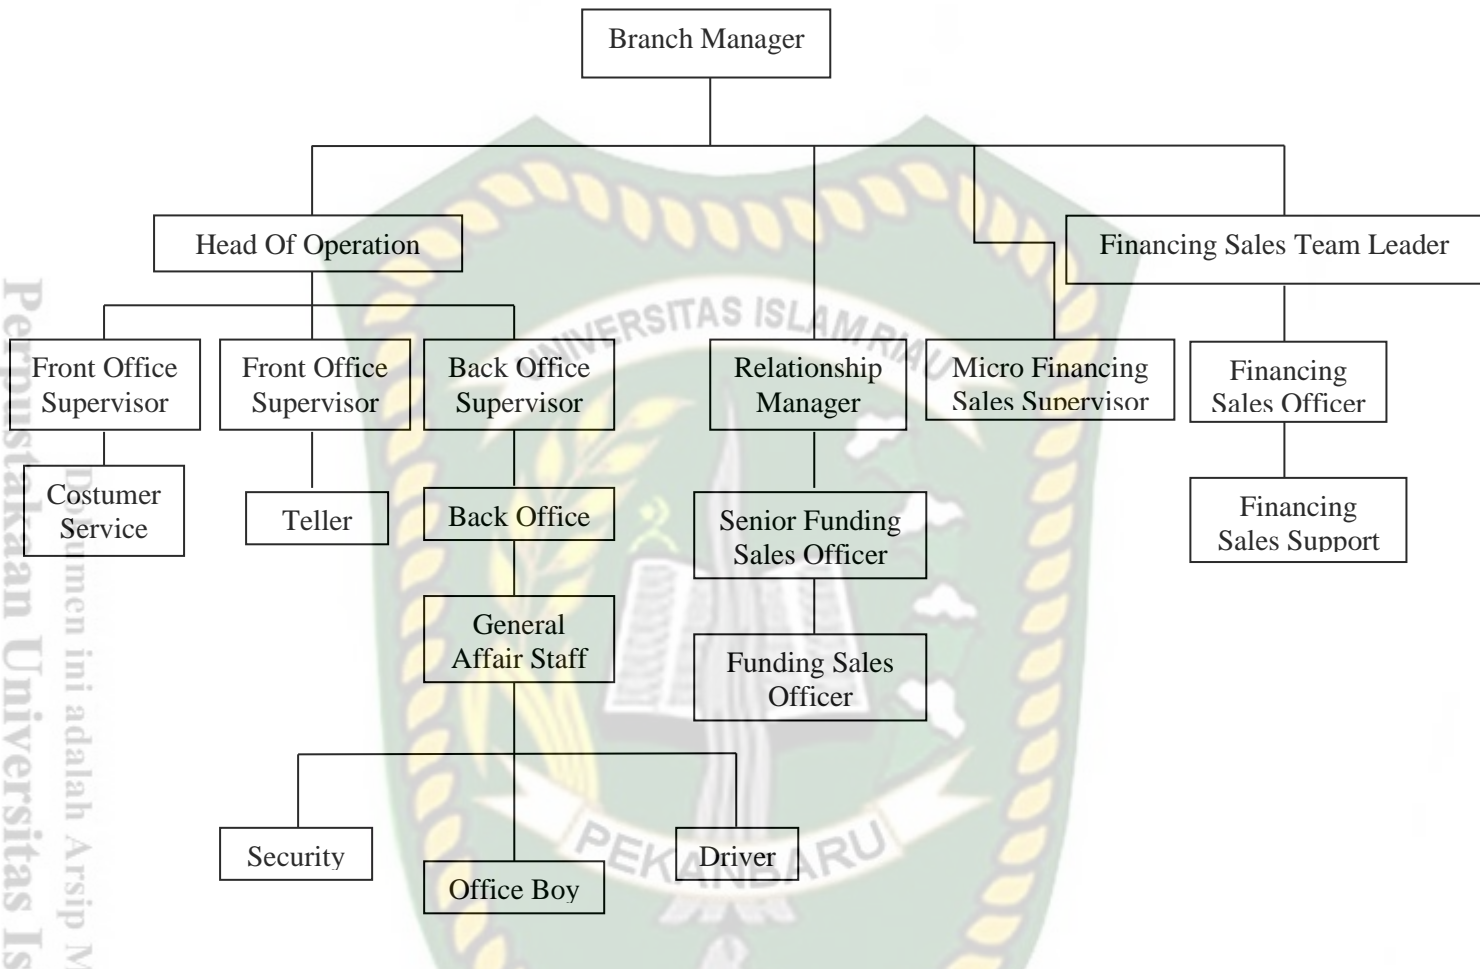 Branch Manager
Head Of Operation
Financing Sales Team Leader
Front Office
Supervisor
Front Office
Supervisor
Back Office
Supervisor
Relationship
Manager
Micro Financing
Sales Supervisor
Financing
Sales Officer
Costumer
Service
Teller
Back Office
Senior Funding
Sales Officer
Financing
Sales Support
General
Affair Staff
Funding Sales
Officer
Security
Office Boy
Driver
UNIVERSITAS ISLAM RIAU
PEKANBARU
Perpustakaan Universitas Is
Dokumen ini adalah Arsip M